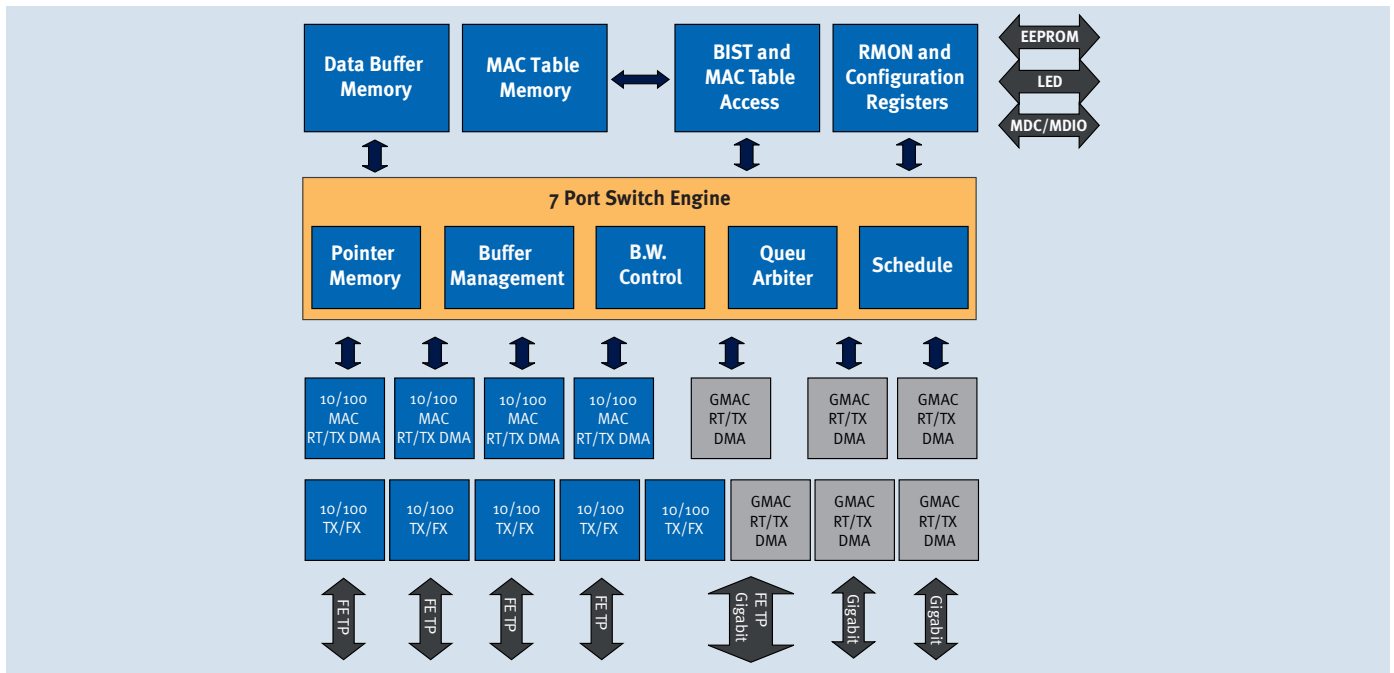 Data Buffer
Memory
MAC Table
Memory
BIST and
MAC Table
Access
RMON and
Configuration
Registers
EEPROM
LED
MDC/MDIO
7 Port Switch Engine
Pointer
Memory
Buffer
Management
B.W.
Control
Queu
Arbiter
Schedule
10/100
MAC
RT/TX DMA
10/100
MAC
RT/TX DMA
10/100
MAC
RT/TX DMA
10/100
MAC
RT/TX DMA
GMAC
RT/TX
DMA
GMAC
RT/TX
DMA
GMAC
RT/TX
DMA
10/100
TX/FX
10/100
TX/FX
10/100
TX/FX
10/100
TX/FX
10/100
TX/FX
GMAC
RT/TX
DMA
GMAC
RT/TX
DMA
GMAC
RT/TX
DMA
FE TP
FE TP
FE TP
FE TP
FE TP
Gigabit
Gigabit
Gigabit